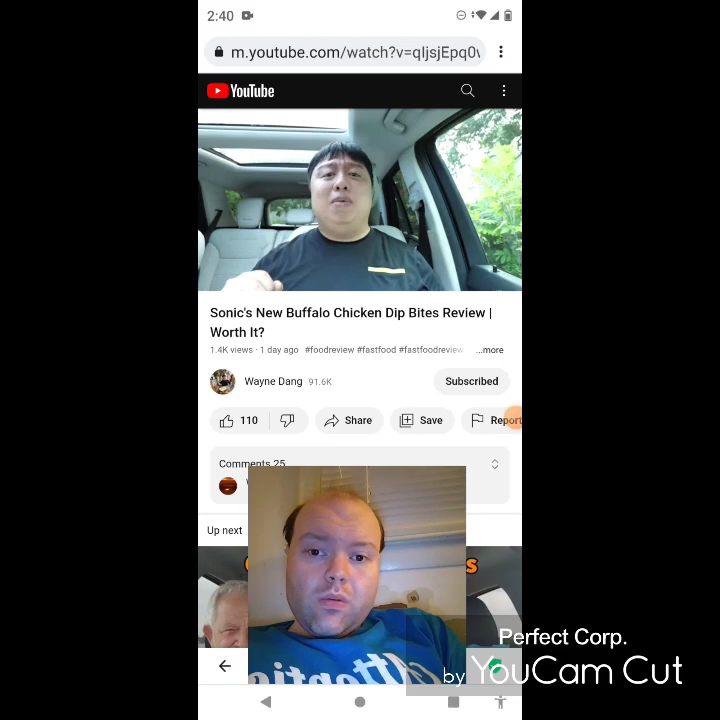 2:40
m.youtube.com/watch?v=qIjsjEpq0
YouTube
Sonic's New Buffalo Chicken Dip Bites Review |
Worth It?
1.4K views · 1 day ago #foodreview #fastfood #fastfoodreview
...more
Wayne Dang 91.6K
Subscribed
110
Share
Save
Report
Comments 25
Up next
Perfect Corp.
by YouCam Cut